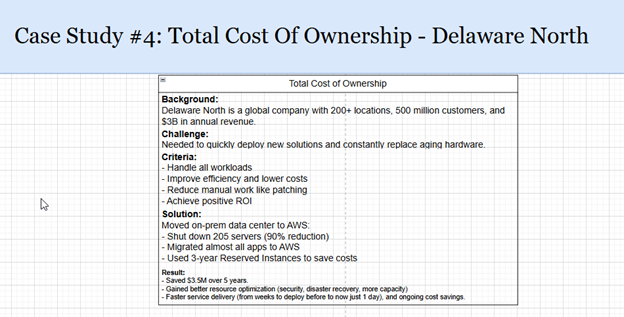 Case Study #4: Total Cost Of Ownership - Delaware North
Total Cost of Ownership
Background:
Delaware North is a global company with 200+ locations, 500 million customers, and
$3B in annual revenue.
Challenge:
Needed to quickly deploy new solutions and constantly replace aging hardware.
Criteria:
- Handle all workloads
- Improve efficiency and lower costs
- Reduce manual work like patching
- Achieve positive ROI
Solution:
Moved on-prem data center to AWS:
- Shut down 205 servers (90% reduction)
- Migrated almost all apps to AWS
- Used 3-year Reserved Instances to save costs
Result:
- Saved $3.5M over 5 years.
- Gained better resource optimization (security, disaster recovery, more capacity)
- Faster service delivery (from weeks to deploy before to now just 1 day), and ongoing cost savings.